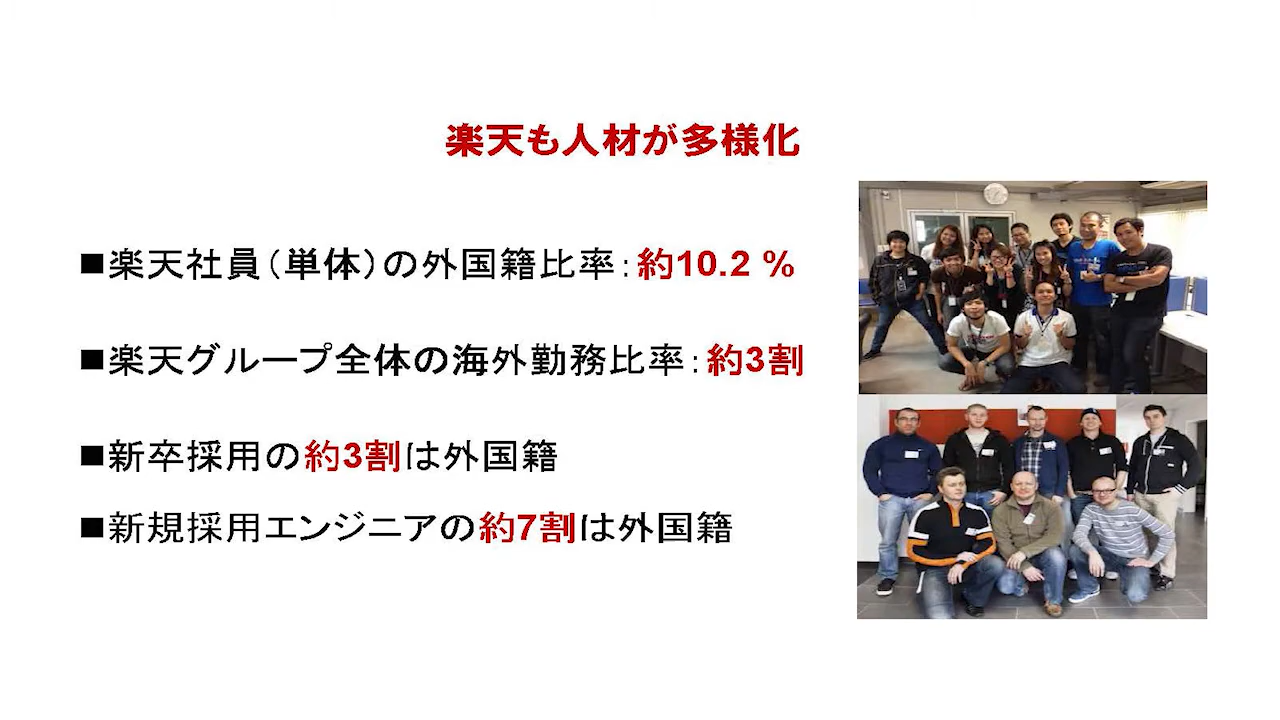 楽天も人材が多様化
■楽天社員（単体）の外国籍比率：約10.2 %
■楽天グループ全体の海外勤務比率：約3割
■新卒採用の約3割は外国籍
■新規採用エンジニアの約7割は外国籍